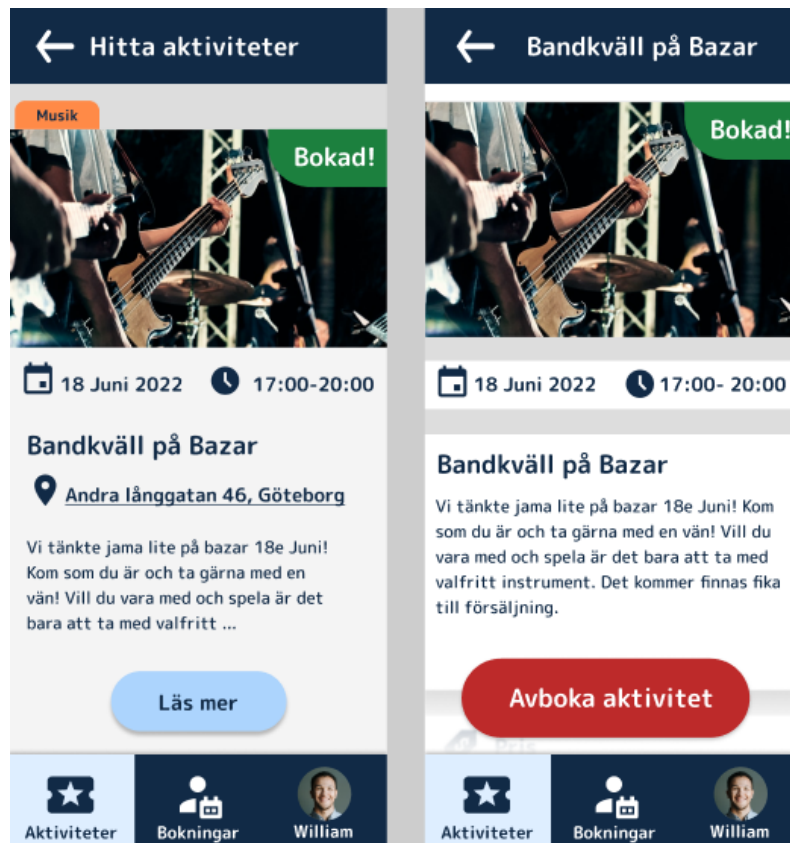 Hitta aktiviteter
Musik
Bokad!
18 Juni 2022
17:00-20:00
Bandkväll på Bazar
Andra långgatan 46, Göteborg
Vi tänkte jama lite på bazar 18e Juni!
Kom som du är och ta gärna med en
vän! Vill du vara med och spela är det
bara att ta med valfritt ...
Läs mer
Aktiviteter
Bokningar
William
Bandkväll på Bazar
Bokad!
18 Juni 2022
17:00- 20:00
Bandkväll på Bazar
Vi tänkte jama lite på bazar 18e Juni! Kom
som du är och ta gärna med en vän! Vill du
vara med och spela är det bara att ta med
valfritt instrument. Det kommer finnas fika
till försäljning.
Avboka aktivitet
Pris
Aktiviteter
Bokningar
William